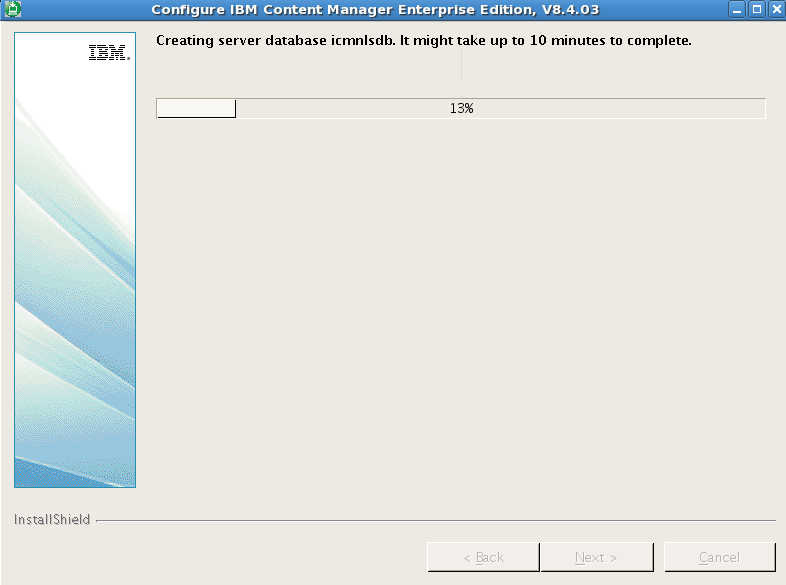 Configure IBM Content Manager Enterprise Edition, V8.4.03
IBM.
Creating server database icmnlsdb. It might take up to 10 minutes to complete.
13%
InstallShield
< Back
Next >
Cancel